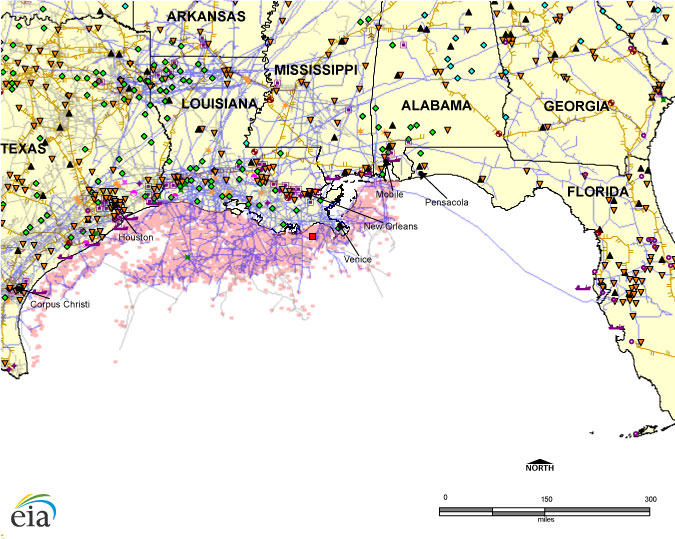 ARKANSAS
MISSISSIPPI
LOUISIANA
ALABAMA
GEORGIA
TEXAS
FLORIDA
Mobile
Pensacola
New Orleans
Houston
Venice
Corpus Christi
NORTH
0 150 300
miles
eia